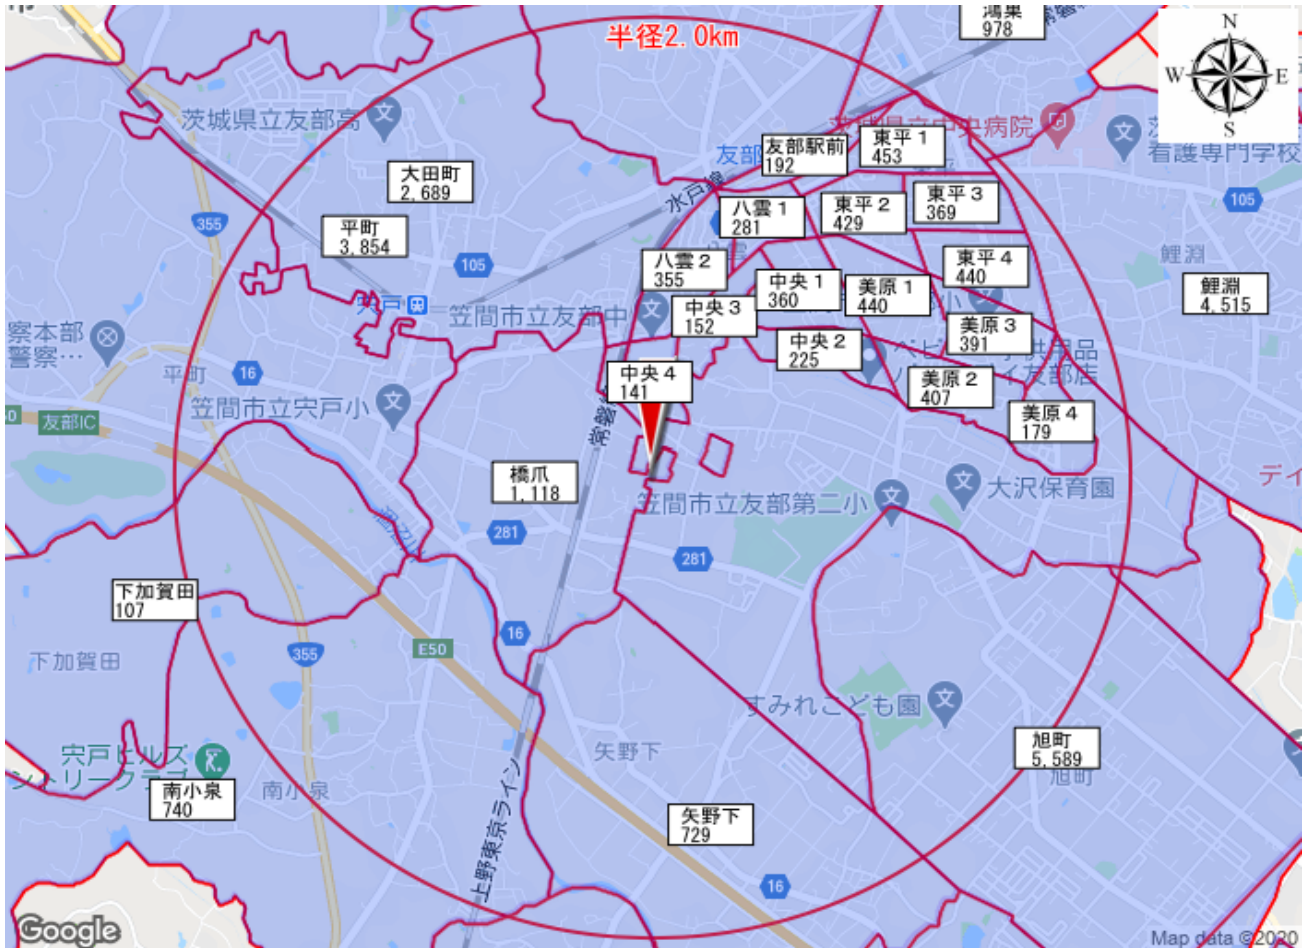 半径2.0km
鴻巣
978
N
W
E
S
茨城県立友部高
茨城県立中央病院
看護専門学校
友部駅前
192
東平1
453
大田町
2,689
水戸線
八雲1
281
東平2
429
東平3
369
105
355
平町
3,854
105
八雲2
355
中央1
360
美原1
440
東平4
440
鯉淵
鯉淵
4,515
宍戸
笠間市立友部中
中央3
152
美原3
391
察本部
警察…
平町
16
中央2
225
友部店
中央4
141
美原2
407
笠間市立宍戸小
美原4
179
友部IC
橋爪
1,118
笠間市立友部第二小
大沢保育園
デイ
281
281
下加賀田
107
16
E50
355
下加賀田
すみれこども園
宍戸ヒルズ
旭町
5,589
旭町
矢野下
南小泉
740
南小泉
矢野下
729
上野東京ライン
16
Google
Map data ©2020